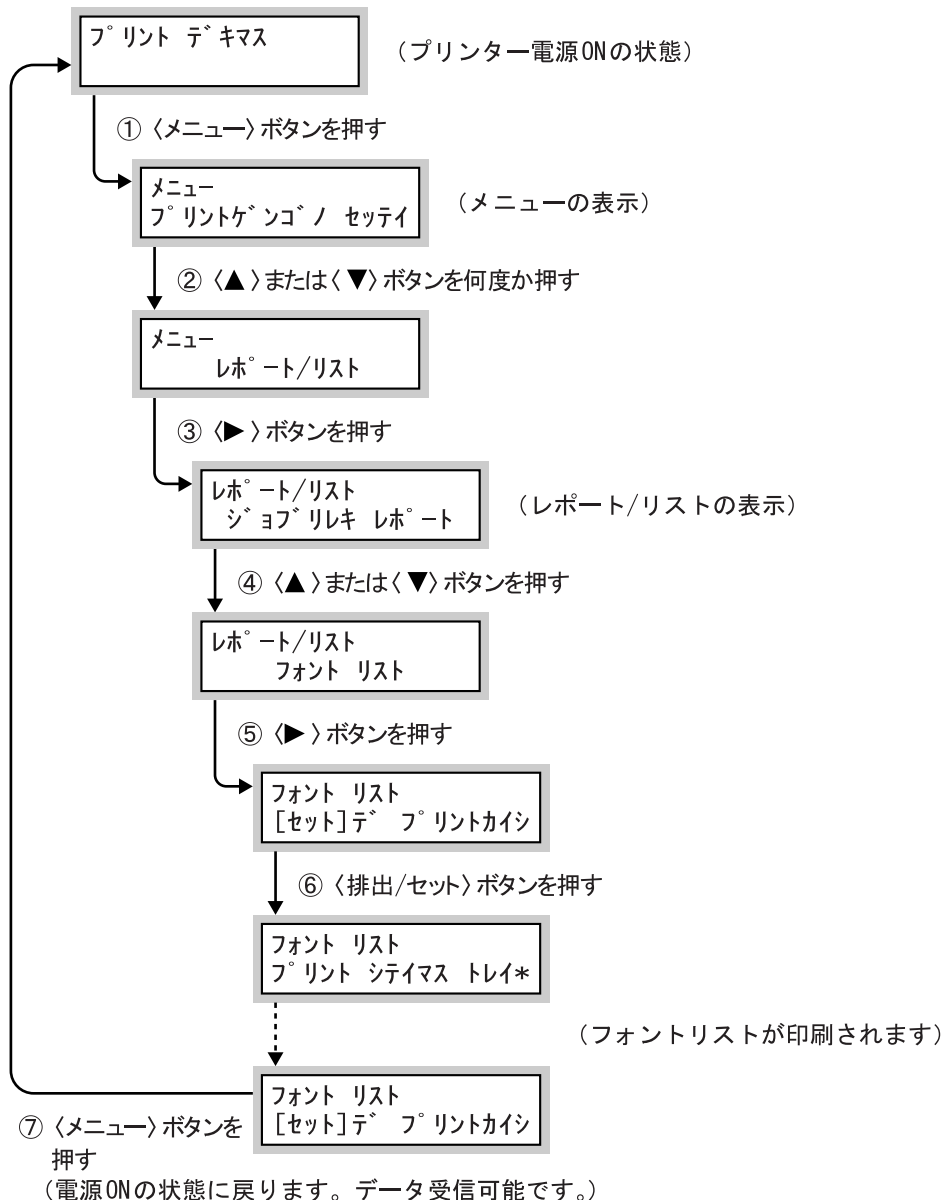 プリント デキマス
（プリンター電源ONの状態）
① 〈メニュー〉ボタンを押す
メニュー
プリントゲンゴノ セッテイ
（メニューの表示）
② 〈▲〉または〈▼〉ボタンを何度か押す
メニュー
レポート/リスト
③ 〈▶〉ボタンを押す
レポート/リスト
ジョブリレキ レポート
（レポート/リストの表示）
④ 〈▲〉または〈▼〉ボタンを押す
レポート/リスト
フォント リスト
⑤ 〈▶〉ボタンを押す
フォント リスト
[セット]デ プリントカイシ
⑥ 〈排出/セット〉ボタンを押す
フォント リスト
プリント シテイマス トレイ*
（フォントリストが印刷されます）
フォント リスト
[セット]デ プリントカイシ
⑦ 〈メニュー〉ボタンを
押す
（電源ONの状態に戻ります。データ受信可能です。）